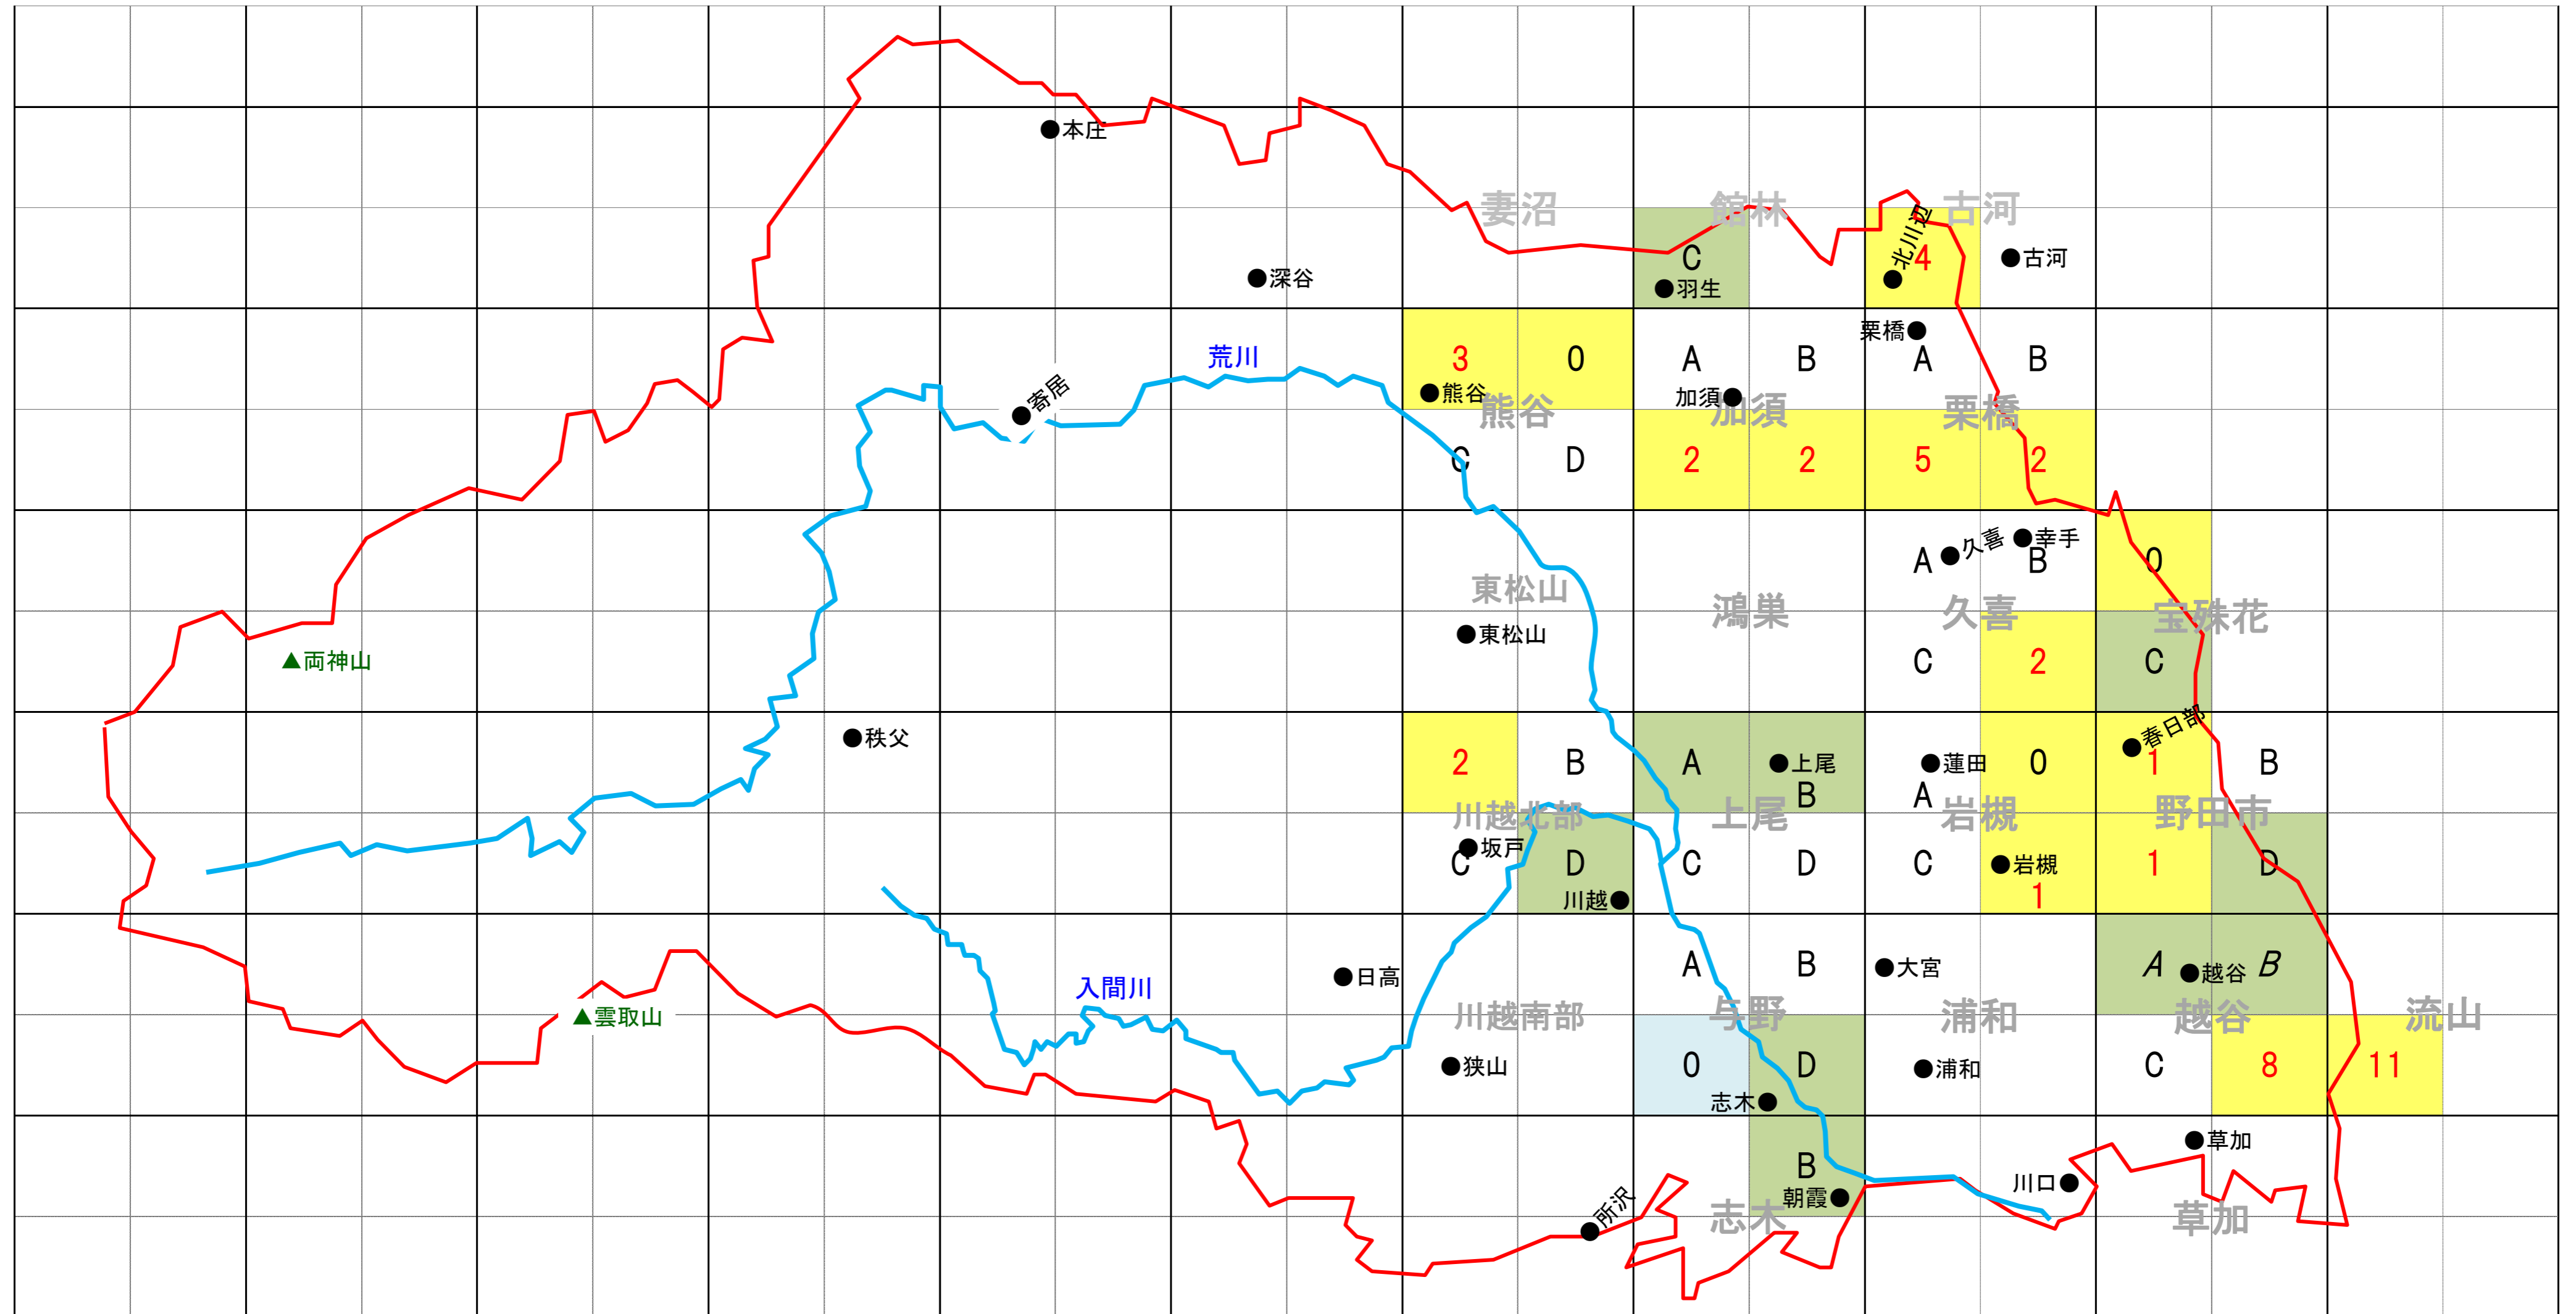 本庄
妻沼 館林 古河
北川辺
C 4 古河
深谷
羽生
栗橋
荒川 3 0 A B A B
熊谷 加須
寄居 熊谷 加須 栗橋
C D 2 2 5 2
久喜 幸手
A B 0
東松山 鴻巣 久喜 宝殊花
東松山
両神山 C 2 C
春日部
秩父
2 B A 上尾 蓮田 0 1 B
B A
川越北部 上尾 岩槻 野田市
坂戸
C D C D C 岩槻 1 D
川越 1
日高 A B 大宮 A 越谷 B
入間川
雲取山 川越南部 与野 浦和 越谷 流山
狭山 0 D 浦和 C 8 11
志木
草加
B
川口
朝霞
所沢 志木 草加